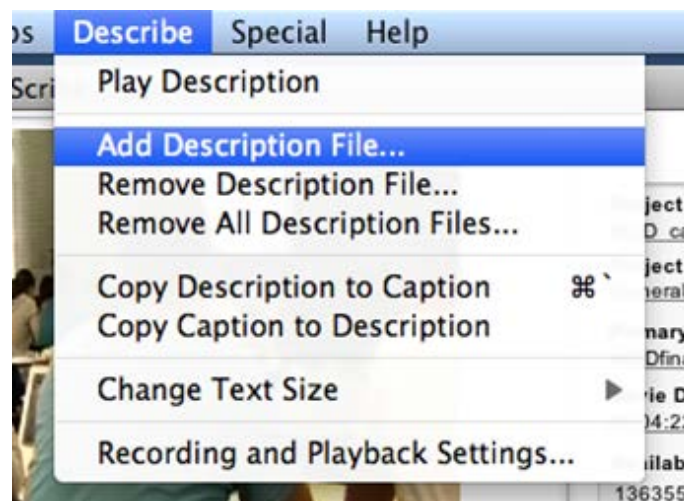 Describe Special Help
Play Description
Add Description File...
Remove Description File...
Remove All Description Files...
Copy Description to Caption ⌘`
Copy Caption to Description
Change Text Size
Recording and Playback Settings...
136355